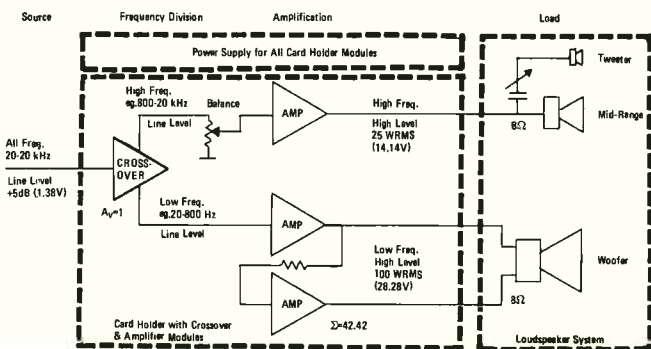 Source
Frequency Division
Amplification
Load
Power Supply for All Card Holder Modules
Tweeter
High Freq.
eg.800-20 kHz
Balance
Line Level
AMP
High Freq.
High Level
25 WRMS
(14.14V)
8Ω
Mid-Range
All Freq.
20-20 kHz
Line Level
+5dB (1.38V)
CROSS-
OVER
AV=1
Low Freq.
eg.20-800 Hz
Line Level
AMP
Low Freq.
High Level
100 WRMS
(28.28V)
Woofer
8Ω
AMP
Σ=42.42
Card Holder with Crossover
& Amplifier Modules
Loudspeaker System